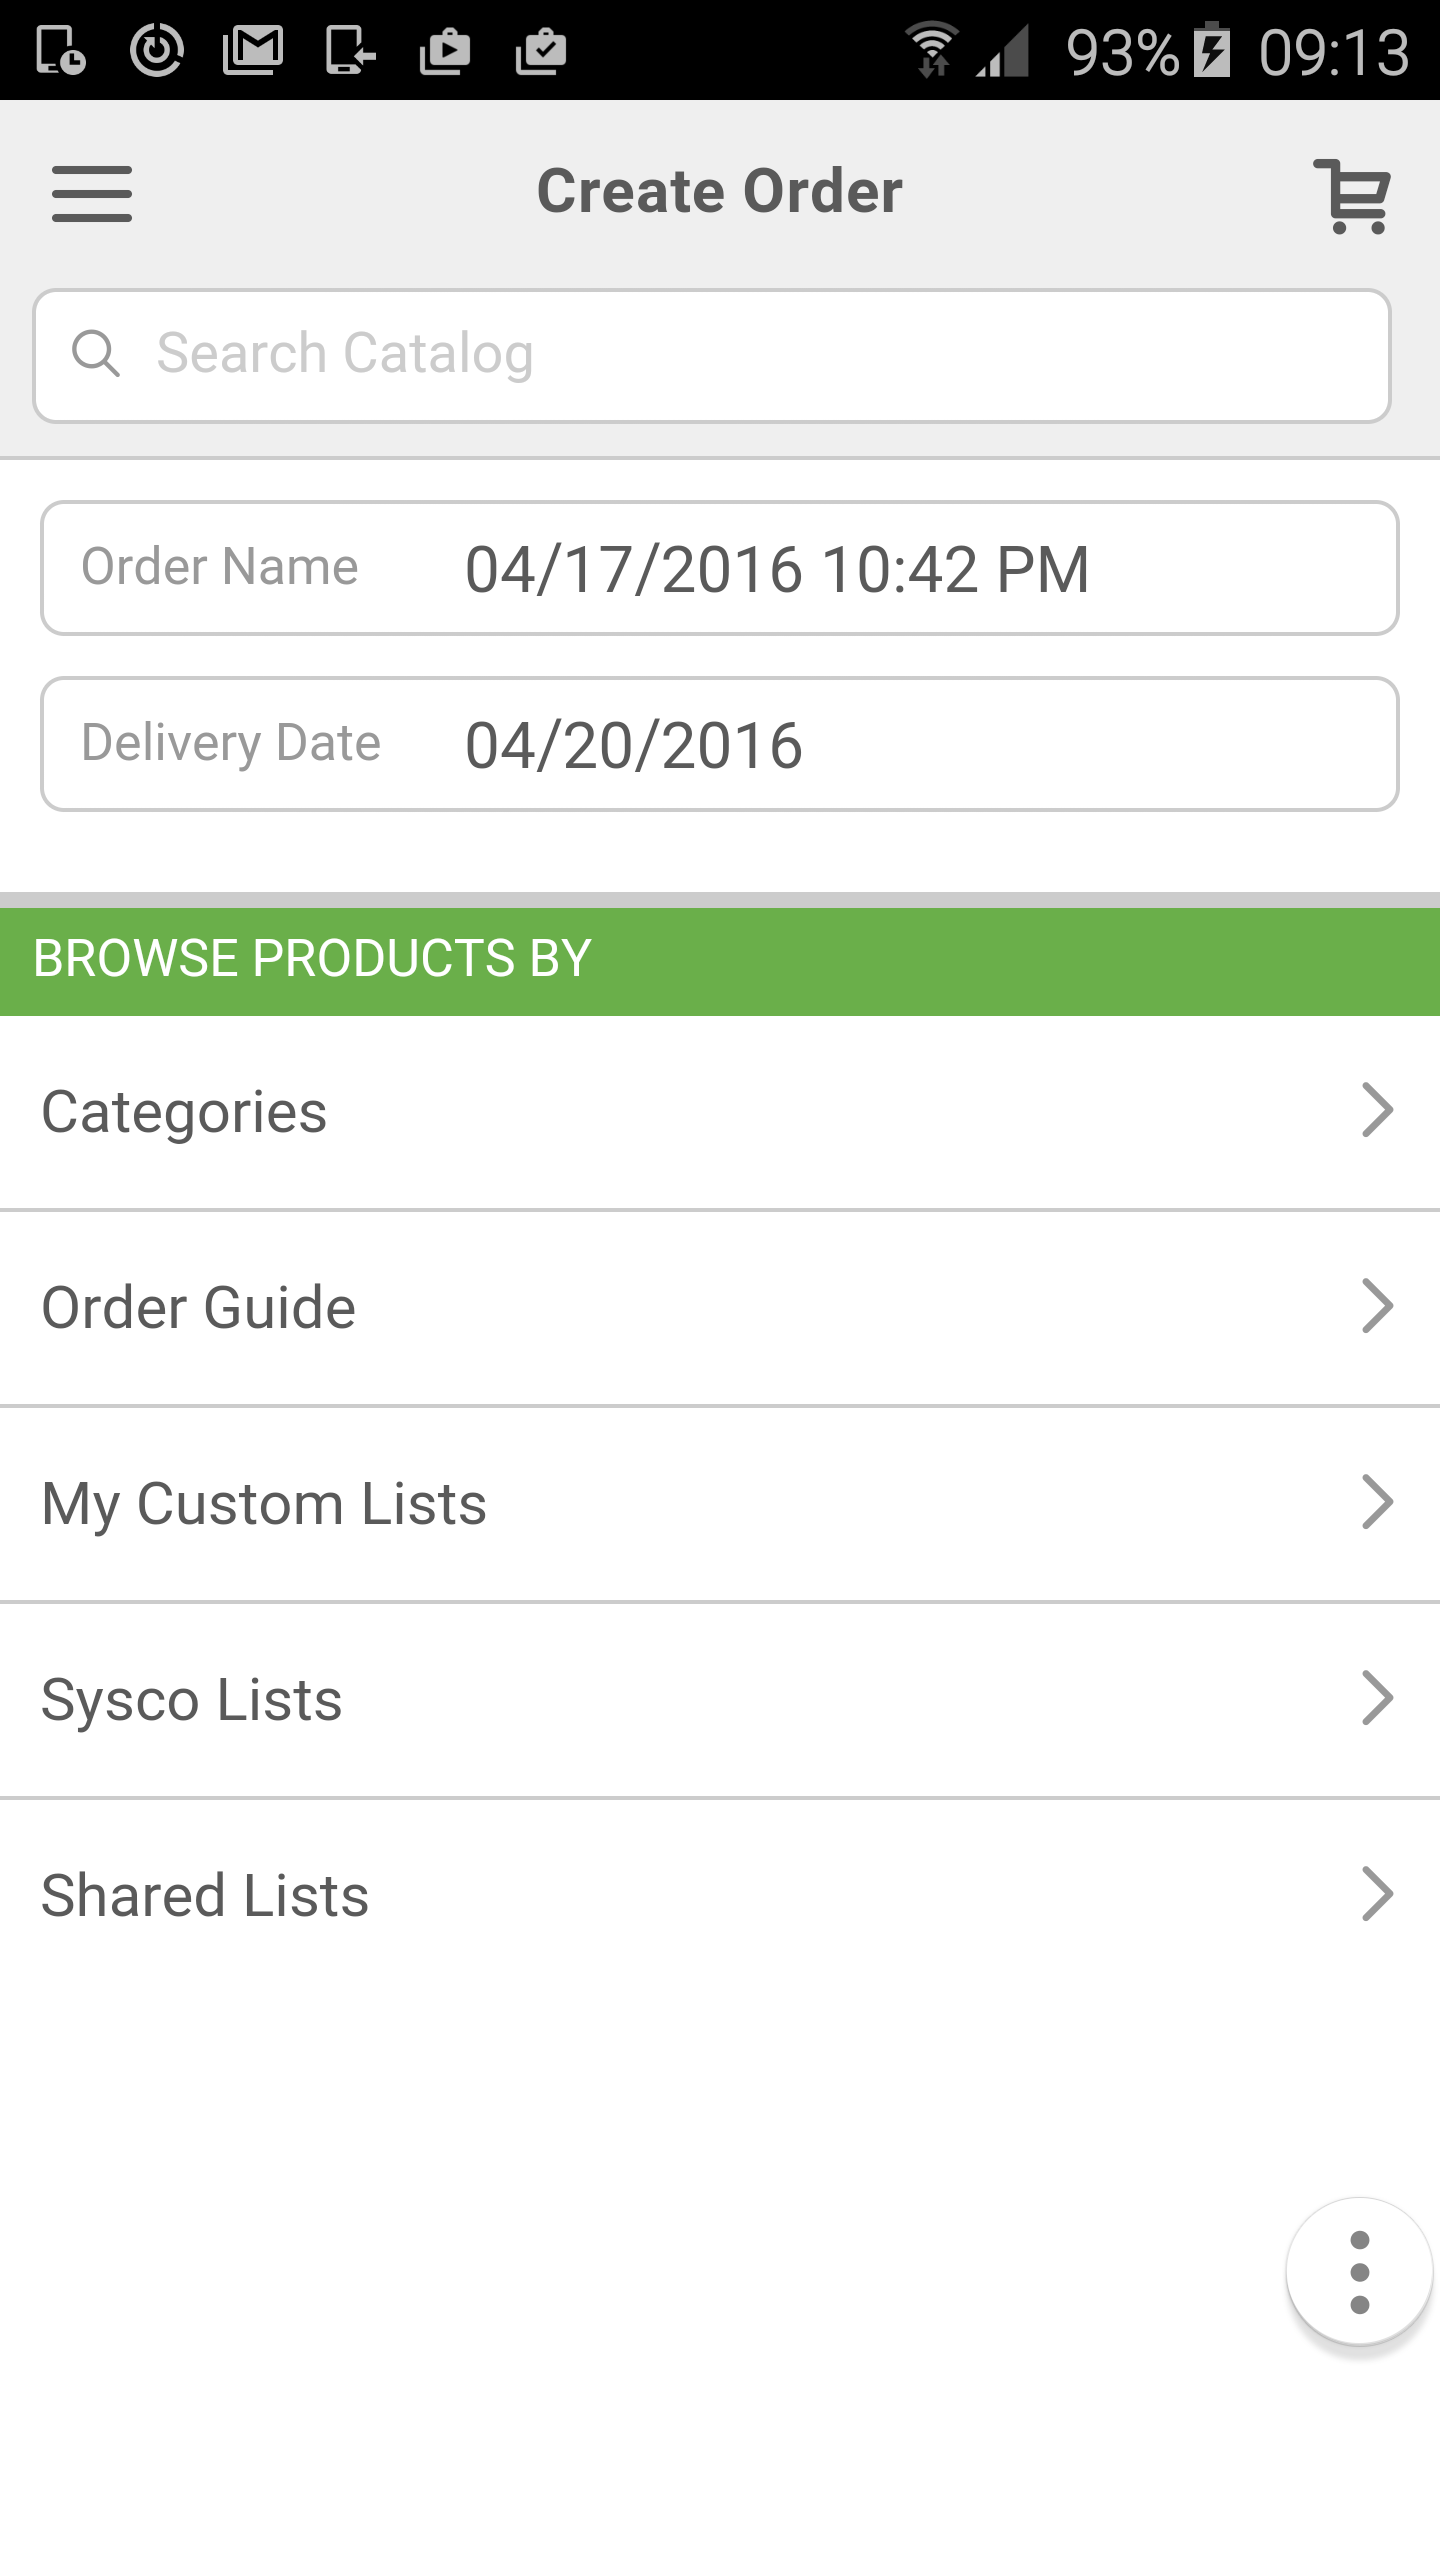 93% 09:13
Create Order
Search Catalog
Order Name 04/17/2016 10:42 PM
Delivery Date 04/20/2016
BROWSE PRODUCTS BY
Categories
Order Guide
My Custom Lists
Sysco Lists
Shared Lists